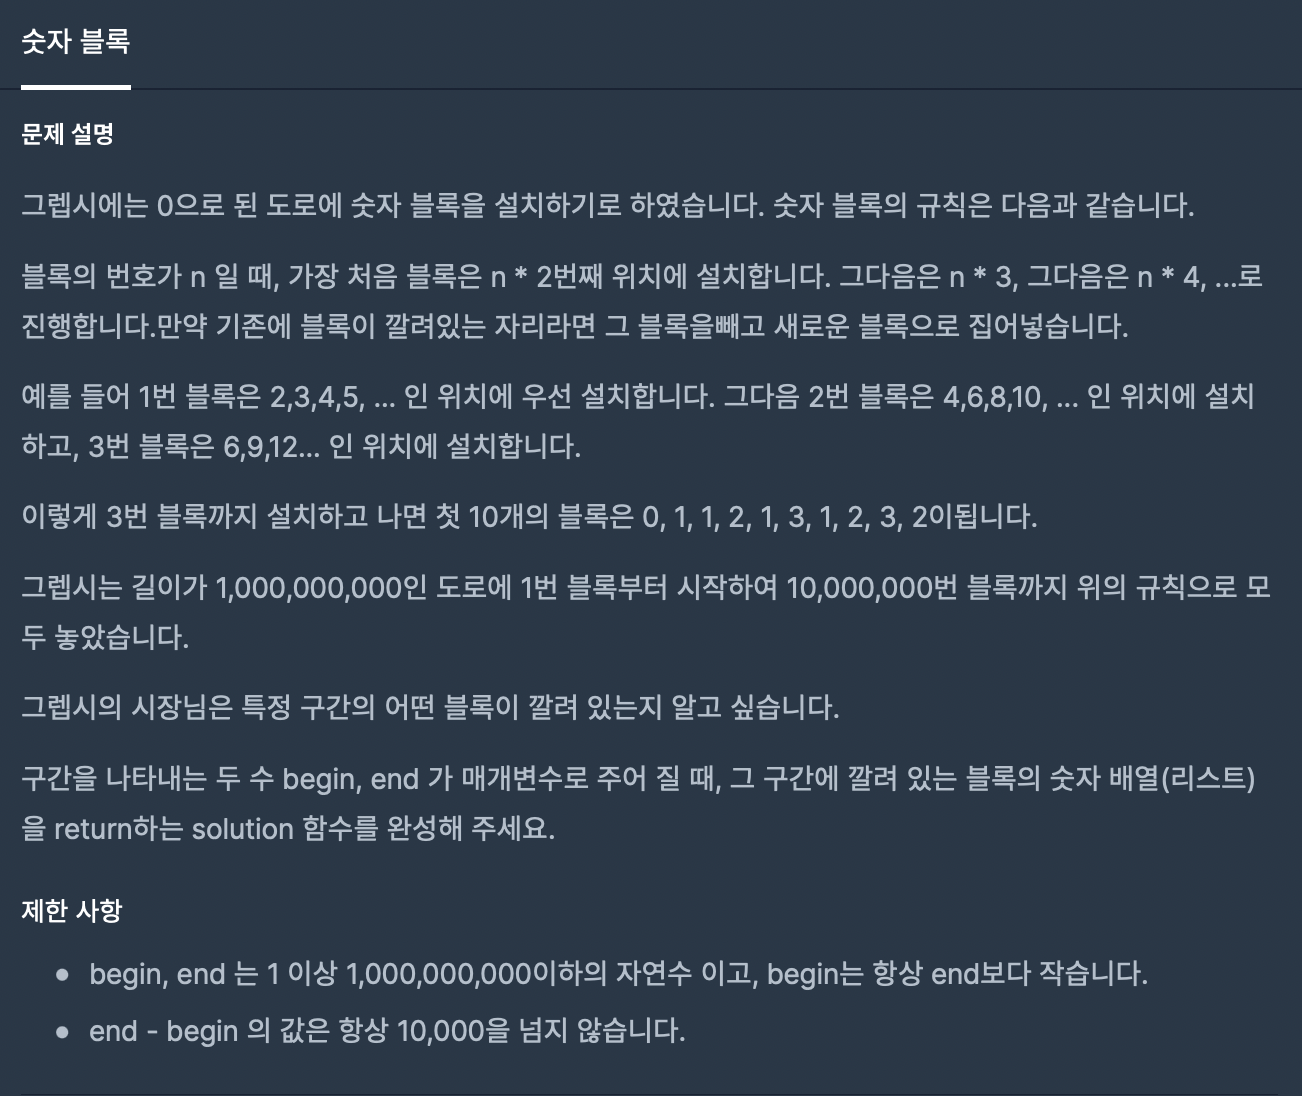 숫자 블록
문제 설명
그렙시에는 0으로 된 도로에 숫자 블록을 설치하기로 하였습니다. 숫자 블록의 규칙은 다음과 같습니다.
블록의 번호가 n 일 때, 가장 처음 블록은 n * 2번째 위치에 설치합니다. 그다음은 n * 3, 그다음은 n * 4, ...로
진행합니다.만약 기존에 블록이 깔려있는 자리라면 그 블록을빼고 새로운 블록으로 집어넣습니다.
예를 들어 1번 블록은 2,3,4,5, ... 인 위치에 우선 설치합니다. 그다음 2번 블록은 4,6,8,10, ... 인 위치에 설치
하고, 3번 블록은 6,9,12... 인 위치에 설치합니다.
이렇게 3번 블록까지 설치하고 나면 첫 10개의 블록은 0, 1, 1, 2, 1, 3, 1, 2, 3, 2이됩니다.
그렙시는 길이가 1,000,000,000인 도로에 1번 블록부터 시작하여 10,000,000번 블록까지 위의 규칙으로 모
두 놓았습니다.
그렙시의 시장님은 특정 구간의 어떤 블록이 깔려 있는지 알고 싶습니다.
구간을 나타내는 두 수 begin, end 가 매개변수로 주어 질 때, 그 구간에 깔려 있는 블록의 숫자 배열(리스트)
을 return하는 solution 함수를 완성해 주세요.
제한 사항
● begin, end 는 1 이상 1,000,000,000이하의 자연수 이고, begin는 항상 end보다 작습니다.
● end - begin 의 값은 항상 10,000을 넘지 않습니다.